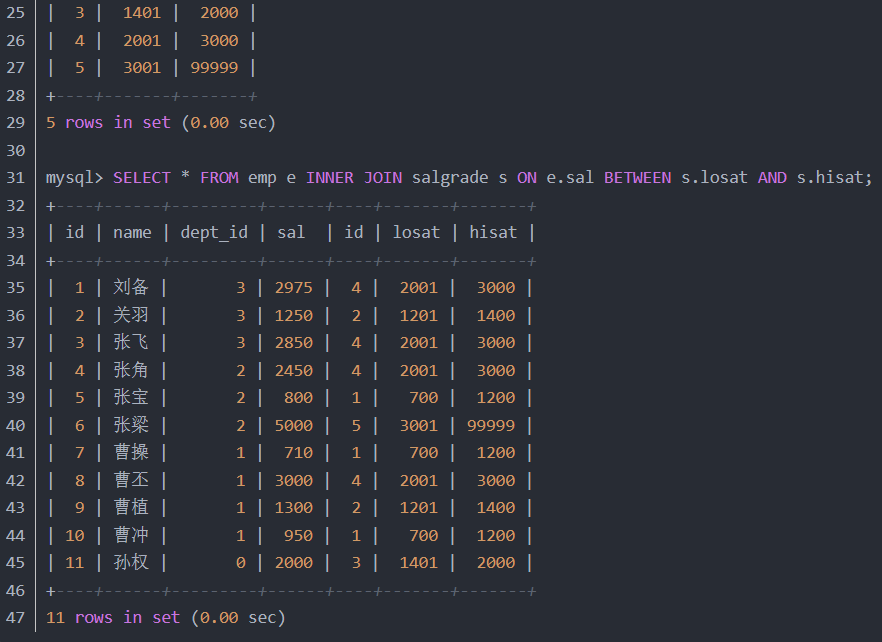 25 |  3 |  1401 |  2000 |
26 |  4 |  2001 |  3000 |
27 |  5 |  3001 | 99999 |
28 +----+-------+-------+
29 5 rows in set (0.00 sec)
30
31 mysql> SELECT * FROM emp e INNER JOIN salgrade s ON e.sal BETWEEN s.losat AND s.hisat;
32 +----+------+---------+------+----+-------+-------+
33 | id | name | dept_id | sal  | id | losat | hisat |
34 +----+------+---------+------+----+-------+-------+
35 |  1 | 刘备 |       3 | 2975 |  4 |  2001 |  3000 |
36 |  2 | 关羽 |       3 | 1250 |  2 |  1201 |  1400 |
37 |  3 | 张飞 |       3 | 2850 |  4 |  2001 |  3000 |
38 |  4 | 张角 |       2 | 2450 |  4 |  2001 |  3000 |
39 |  5 | 张宝 |       2 |  800 |  1 |   700 |  1200 |
40 |  6 | 张梁 |       2 | 5000 |  5 |  3001 | 99999 |
41 |  7 | 曹操 |       1 |  710 |  1 |   700 |  1200 |
42 |  8 | 曹丕 |       1 | 3000 |  4 |  2001 |  3000 |
43 |  9 | 曹植 |       1 | 1300 |  2 |  1201 |  1400 |
44 | 10 | 曹冲 |       1 |  950 |  1 |   700 |  1200 |
45 | 11 | 孙权 |       0 | 2000 |  3 |  1401 |  2000 |
46 +----+------+---------+------+----+-------+-------+
47 11 rows in set (0.00 sec)